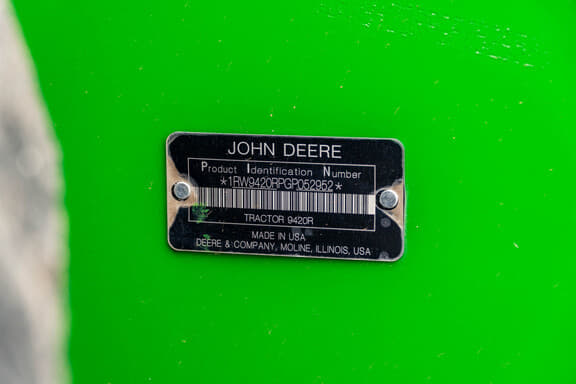 JOHN DEERE
Product Identification Number
*1RW9420RPGP052952*
TRACTOR 9420R
MADE IN USA
DEERE & COMPANY, MOLINE, ILLINOIS, USA